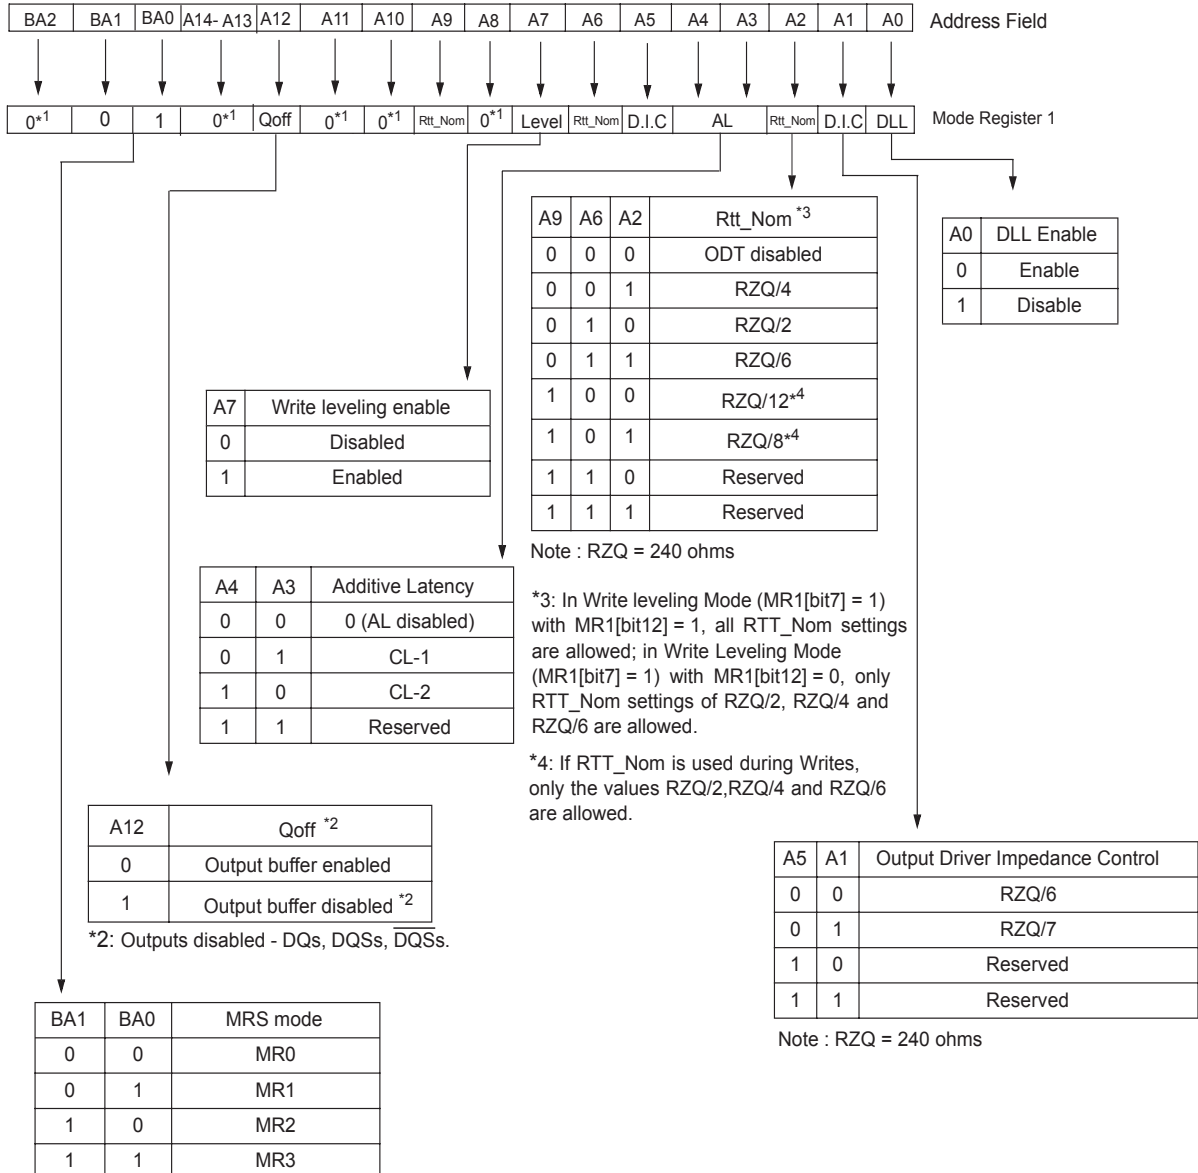 BA2 BA1 BA0 A14- A13 A12 A11 A10 A9 A8 A7 A6 A5 A4 A3 A2 A1 A0 Address Field
0*1 0 1 0*1 Qoff 0*1 0*1 Rtt_Nom 0*1 Level Rtt_Nom D.I.C AL Rtt_Nom D.I.C DLL Mode Register 1
A9 A6 A2 Rtt_Nom *3
0 0 0 ODT disabled
0 0 1 RZQ/4
0 1 0 RZQ/2
0 1 1 RZQ/6
1 0 0 RZQ/12*4
1 0 1 RZQ/8*4
1 1 0 Reserved
1 1 1 Reserved
Note : RZQ = 240 ohms
*3: In Write leveling Mode (MR1[bit7] = 1)
with MR1[bit12] = 1, all RTT_Nom settings
are allowed; in Write Leveling Mode
(MR1[bit7] = 1) with MR1[bit12] = 0, only
RTT_Nom settings of RZQ/2, RZQ/4 and
RZQ/6 are allowed.
*4: If RTT_Nom is used during Writes,
only the values RZQ/2,RZQ/4 and RZQ/6
are allowed.
A0 DLL Enable
0 Enable
1 Disable
A7 Write leveling enable
0 Disabled
1 Enabled
A4 A3 Additive Latency
0 0 0 (AL disabled)
0 1 CL-1
1 0 CL-2
1 1 Reserved
A12 Qoff *2
0 Output buffer enabled
1 Output buffer disabled *2
*2: Outputs disabled - DQs, DQSs, D̅Q̅S̅s.
A5 A1 Output Driver Impedance Control
0 0 RZQ/6
0 1 RZQ/7
1 0 Reserved
1 1 Reserved
Note : RZQ = 240 ohms
BA1 BA0 MRS mode
0 0 MR0
0 1 MR1
1 0 MR2
1 1 MR3